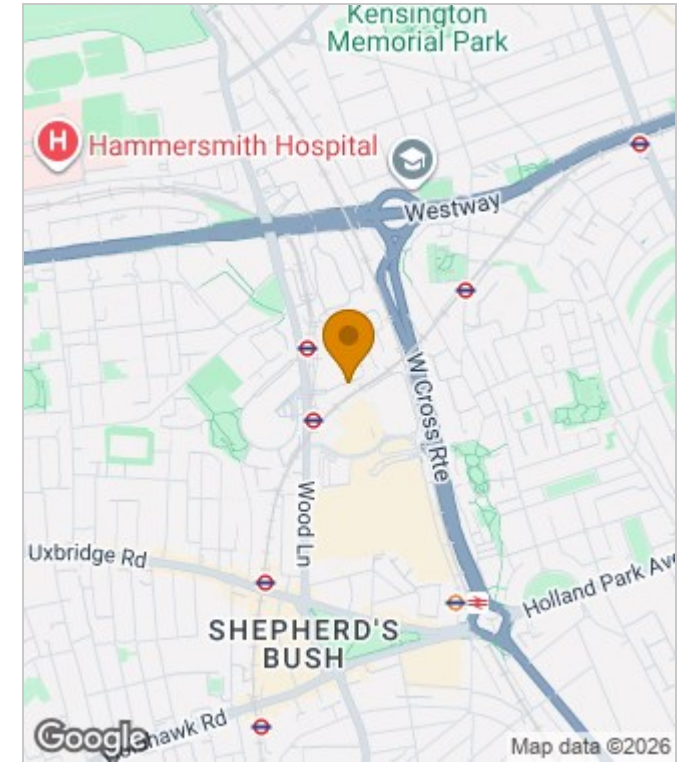 Kensington
Memorial Park
H
Hammersmith Hospital
Westway
W Cross Rte
Wood Ln
Uxbridge Rd
Holland Park Ave
SHEPHERD'S
BUSH
Google
Map data ©2026